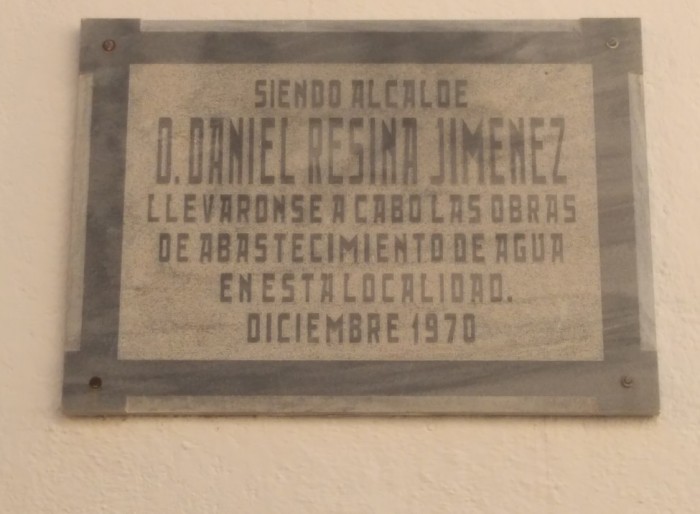 SIENDO ALCALDE
D. DANIEL RESINA JIMENEZ
LLEVARONSE A CABO LAS OBRAS
DE ABASTECIMIENTO DE AGUA
EN ESTA LOCALIDAD.
DICIEMBRE 1970